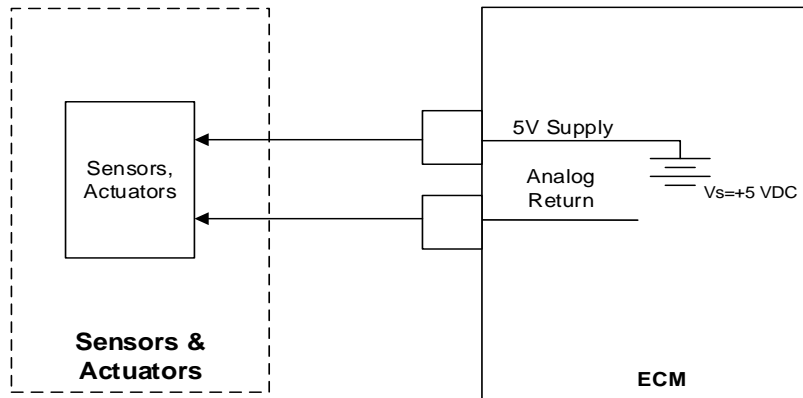 Sensors,
Actuators
Sensors &
Actuators
5V Supply
Analog
Return
Vs=+5 VDC
ECM